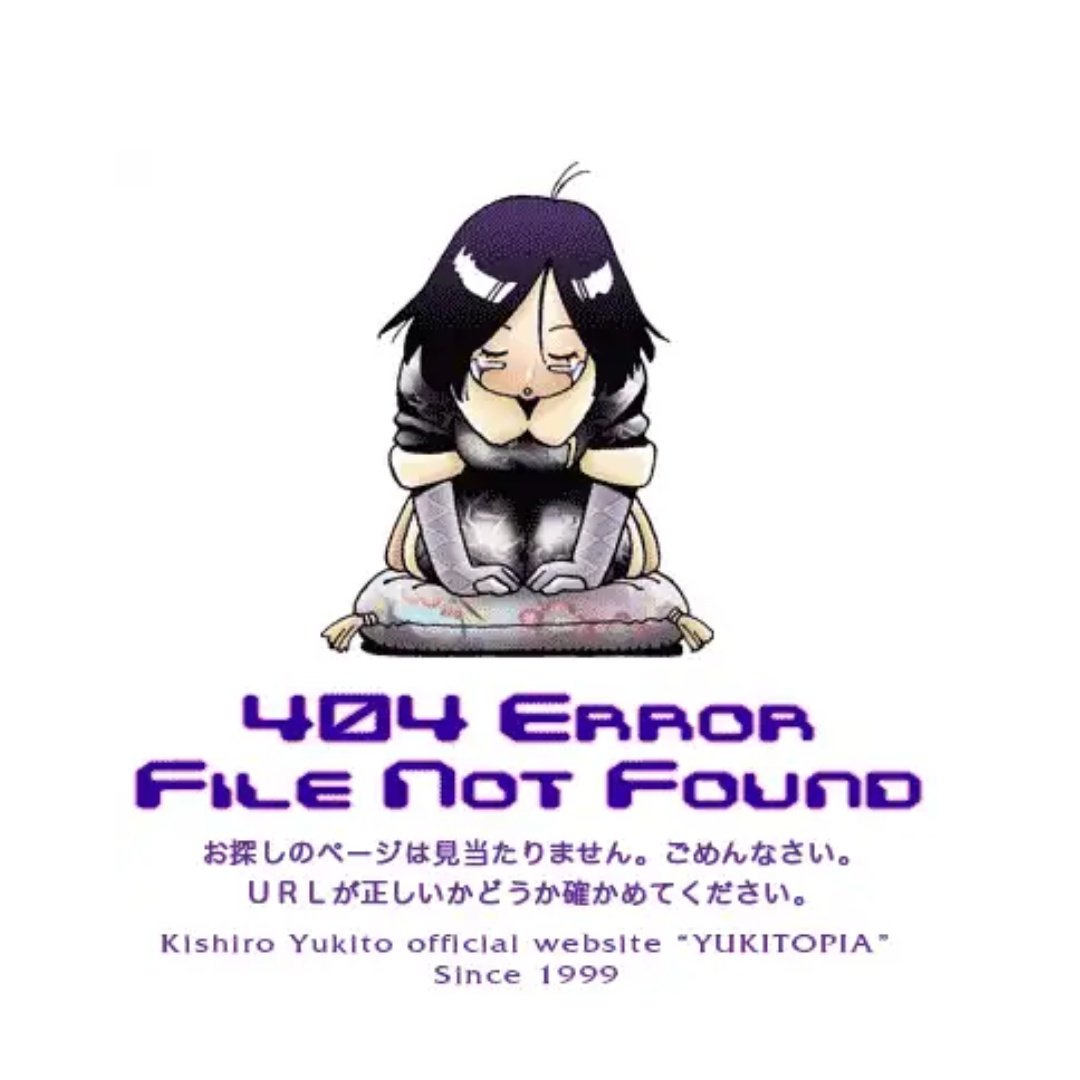 404 Error
File Not Found
お探しのページは見当たりません。ごめんなさい。
ＵＲＬが正しいかどうか確かめてください。
Kishiro Yukito official website “YUKITOPIA”
Since 1999